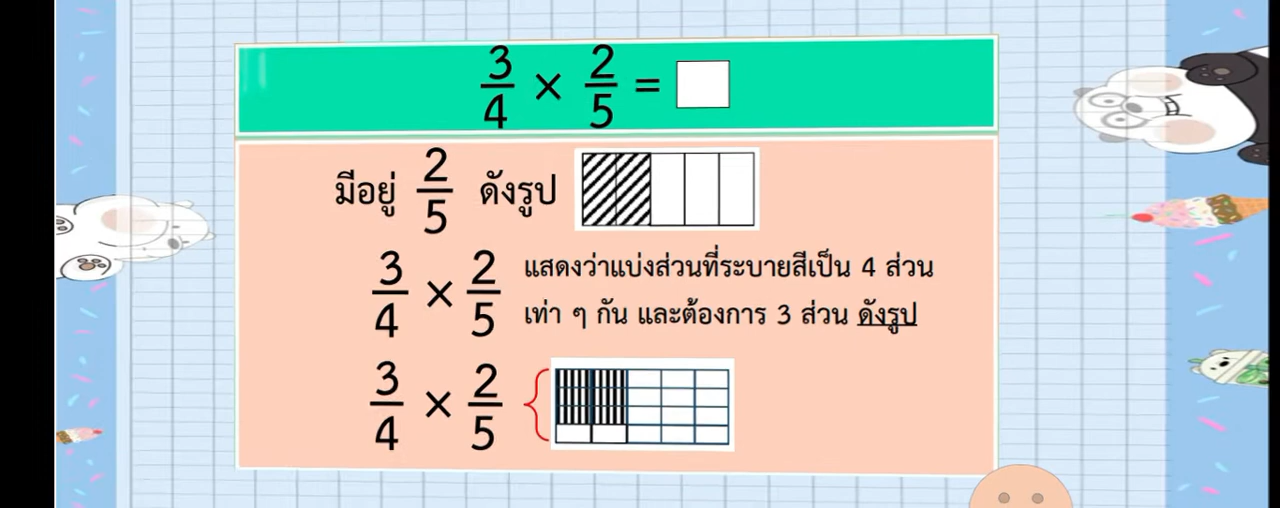 3/4 × 2/5 = □
มีอยู่ 2/5 ดังรูป
3/4 × 2/5 แสดงว่าแบ่งส่วนที่ระบายสีเป็น 4 ส่วน
เท่า ๆ กัน และต้องการ 3 ส่วน ดังรูป
3/4 × 2/5